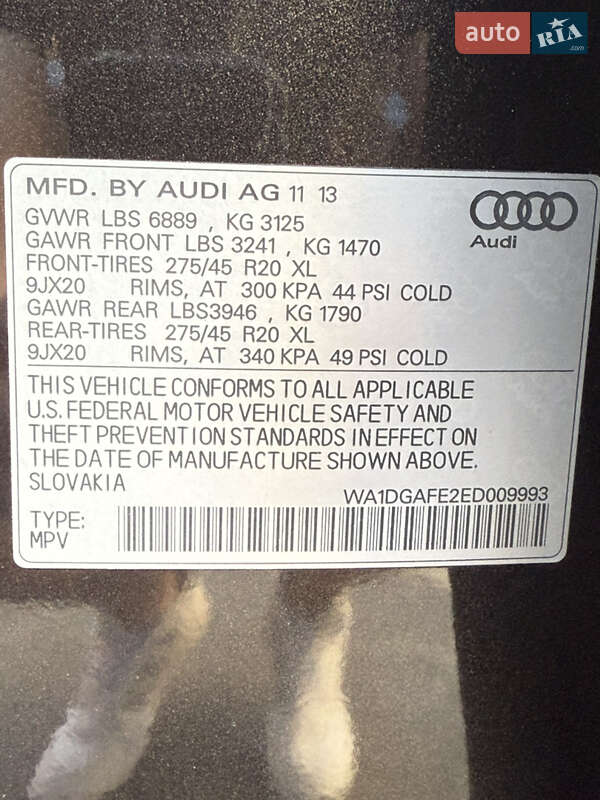 auto RIA .com
MFD. BY AUDI AG 11 13
GVWR LBS 6889 , KG 3125
GAWR FRONT LBS 3241 , KG 1470
FRONT-TIRES 275/45 R20 XL
9JX20 RIMS, AT 300 KPA 44 PSI COLD
GAWR REAR LBS3946 , KG 1790
REAR-TIRES 275/45 R20 XL
9JX20 RIMS, AT 340 KPA 49 PSI COLD
Audi
THIS VEHICLE CONFORMS TO ALL APPLICABLE
U.S. FEDERAL MOTOR VEHICLE SAFETY AND
THEFT PREVENTION STANDARDS IN EFFECT ON
THE DATE OF MANUFACTURE SHOWN ABOVE.
SLOVAKIA
WA1DGAFE2ED009993
TYPE:
MPV